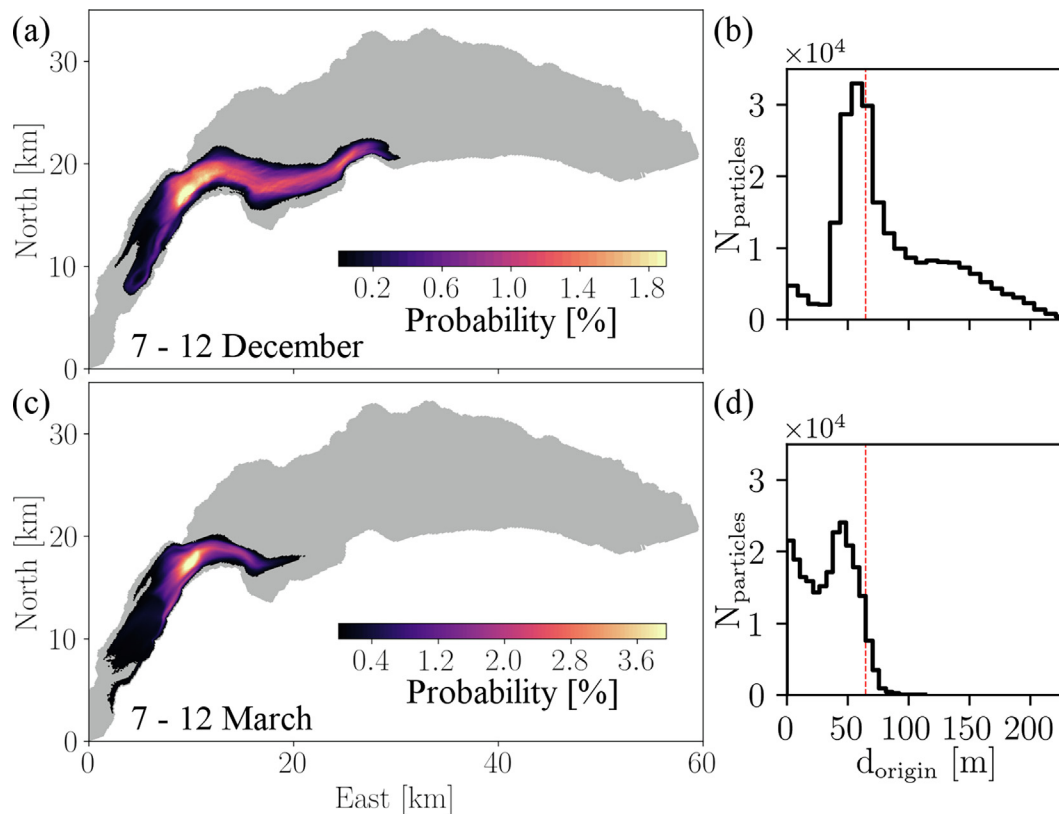 (a)
30
20
10
0
North [km]
0.2 0.6 1.0 1.4 1.8
Probability [%]
7 - 12 December
(b)
×10⁴
3
2
1
0
N_particles
(c)
30
20
10
0
North [km]
0.4 1.2 2.0 2.8 3.6
Probability [%]
7 - 12 March
0 20 40 60
East [km]
(d)
×10⁴
3
2
1
0
N_particles
0 50 100 150 200
d_origin [m]